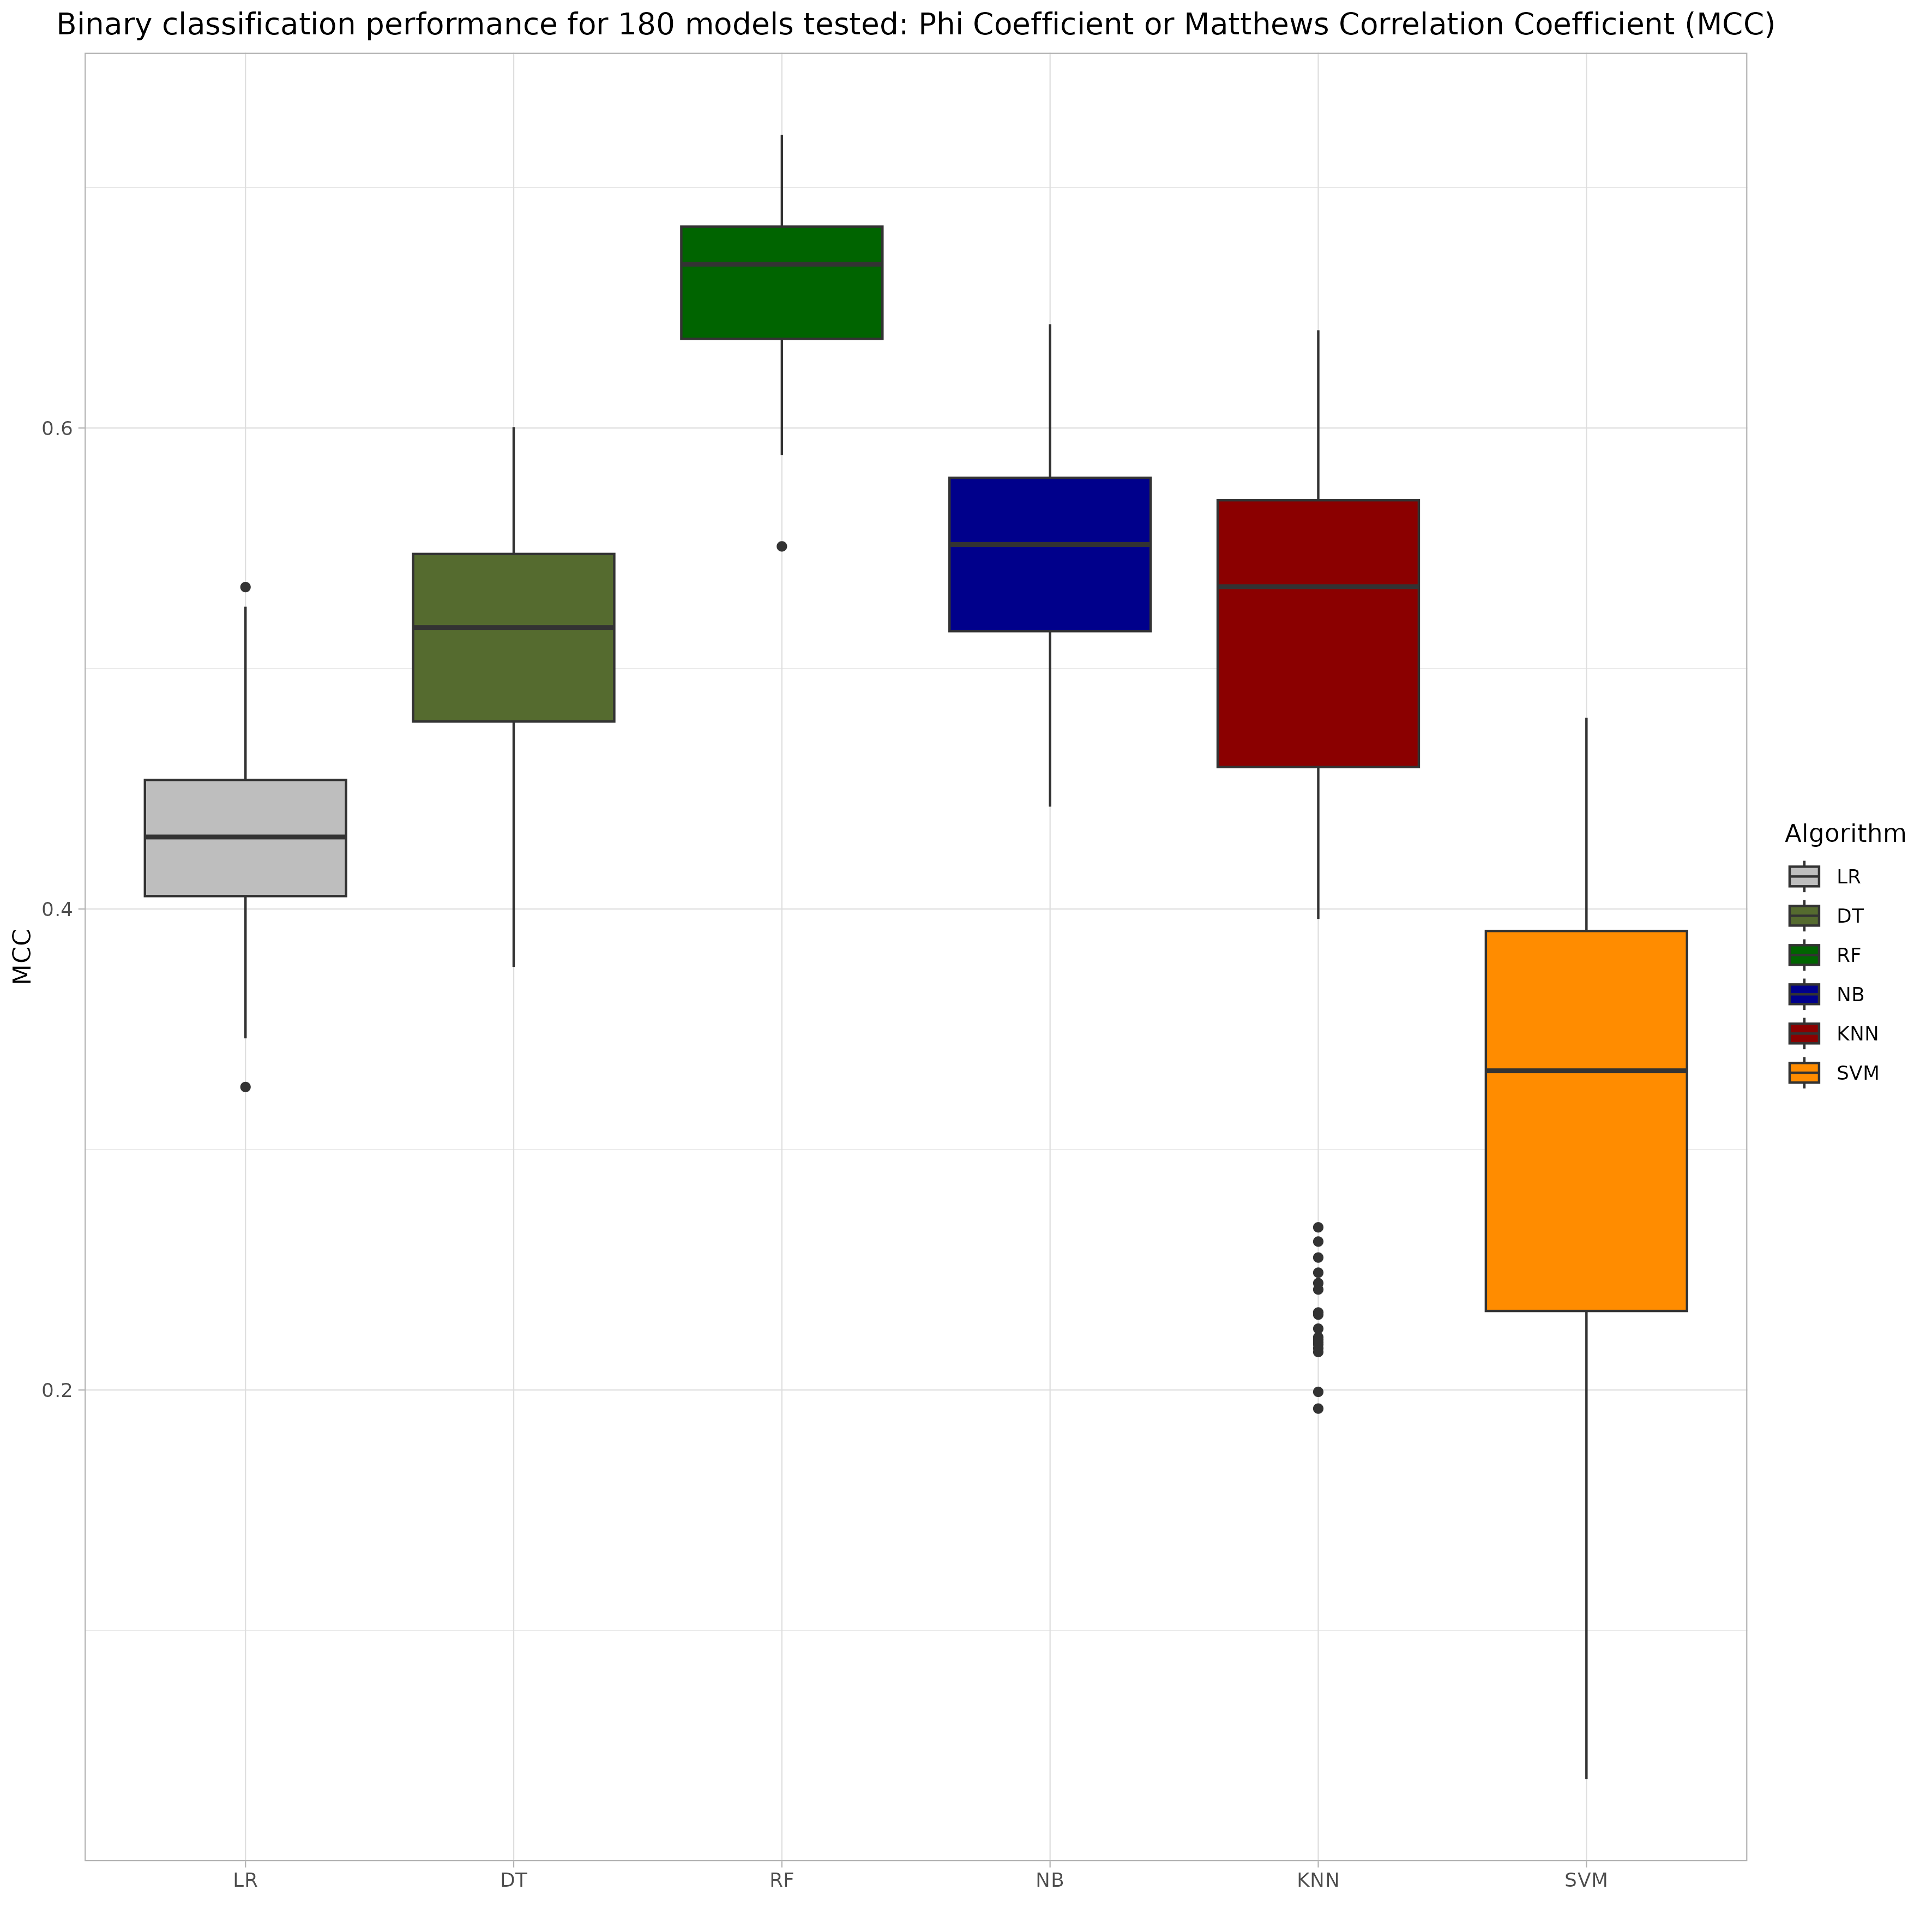 Binary classification performance for 180 models tested: Phi Coefficient or Matthews Correlation Coefficient (MCC)
MCC
0.6
0.4
0.2
LR
DT
RF
NB
KNN
SVM
Algorithm
LR
DT
RF
NB
KNN
SVM